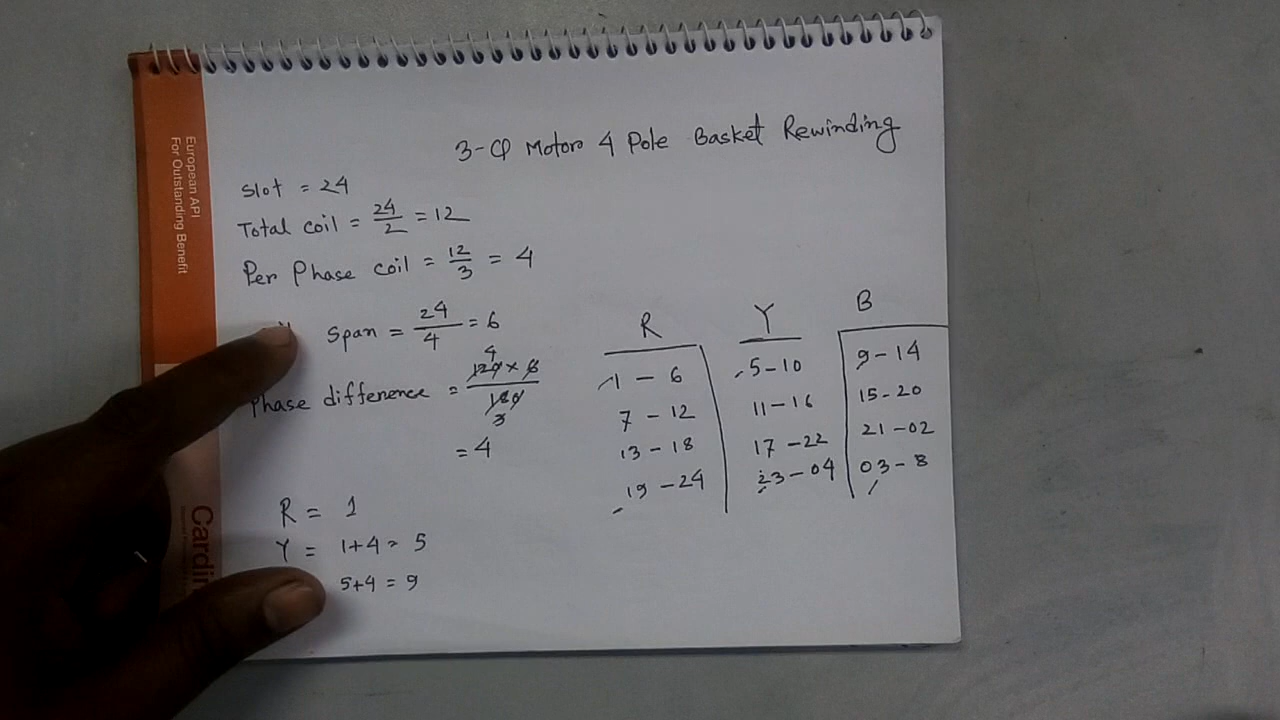 3-Φ Motor 4 Pole Basket Rewinding
Slot = 24
Total coil = 24/2 = 12
Per Phase coil = 12/3 = 4
Span = 24/4 = 6
Phase difference = 120 × 6 / 180
4
3
= 4
R = 1
Y = 1+4 = 5
5+4 = 9
R
1 - 6
7 - 12
13 - 18
19 - 24
Y
5 - 10
11 - 16
17 - 22
23 - 04
B
9 - 14
15 - 20
21 - 02
03 - 8
European API
For Outstanding Benefit
Cardi